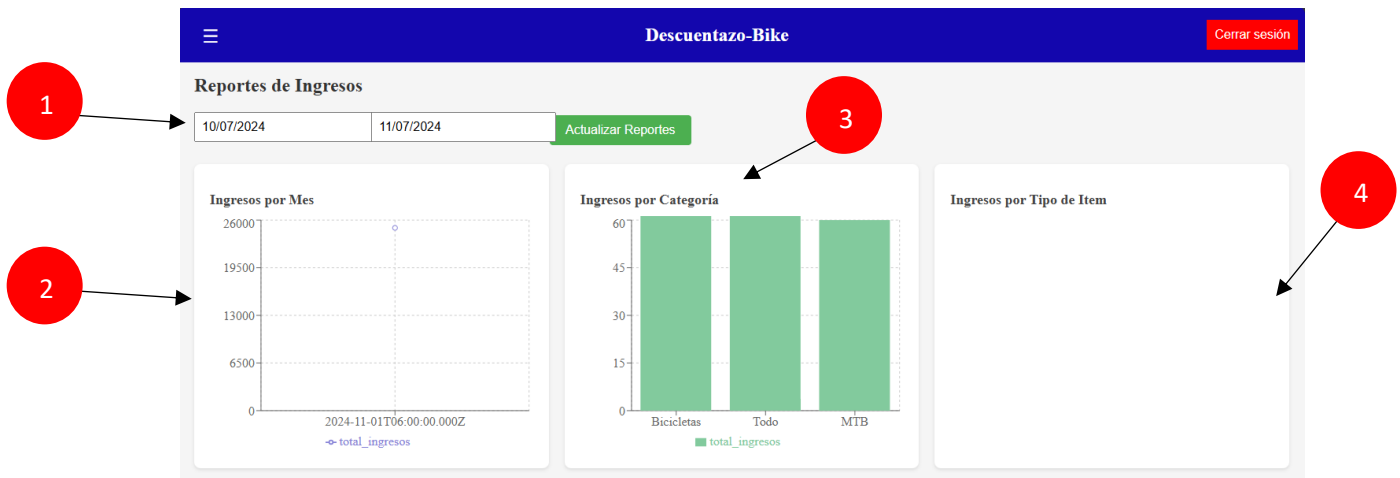 ☰ Descuentazo-Bike Cerrar sesión
Reportes de Ingresos
1
10/07/2024 11/07/2024 Actualizar Reportes
3
4
2
Ingresos por Mes
26000
19500
13000
6500
0
2024-11-01T06:00:00.000Z
total_ingresos
Ingresos por Categoría
60
45
30
15
0
Bicicletas Todo MTB
total_ingresos
Ingresos por Tipo de Item